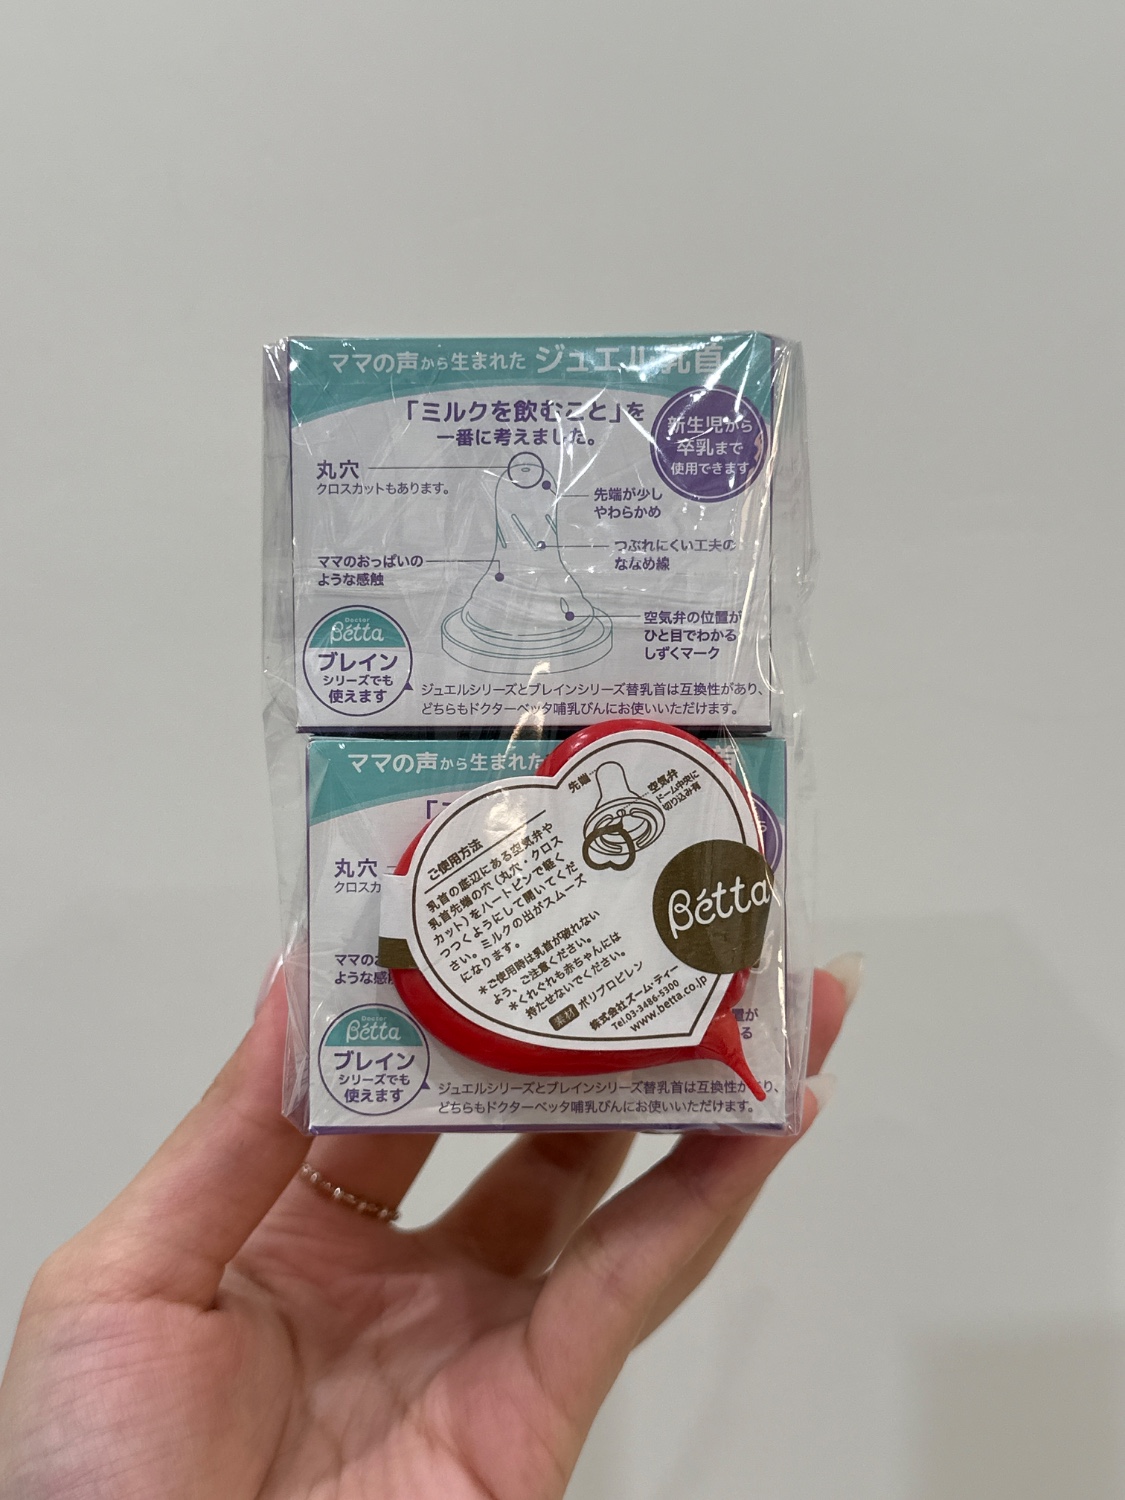 ママの声から生まれた ジュエル乳首
「ミルクを飲むこと」を
一番に考えました。
新生児から
卒乳まで
使用できます
丸穴
クロスカットもあります。
先端が少し
やわらかめ
つぶれにくい工夫の
ななめ線
ママのおっぱいの
ような感触
空気弁の位置が
ひと目でわかる
しずくマーク
Doctor
Bétta
ブレイン
シリーズでも
使えます
ジュエルシリーズとブレインシリーズ替乳首は互換性があり、
どちらもドクターベッタ哺乳びんにお使いいただけます。
ママの声から生まれた
首
丸穴
クロスカ
ママのお
ような感
置が
る
Doctor
Bétta
ブレイン
シリーズでも
使えます
ジュエルシリーズとブレインシリーズ替乳首は互換性があり、
どちらもドクターベッタ哺乳びんにお使いいただけます。
先端
空気弁
ドーム中央に
切り込み有
ご使用方法
乳首の底辺にある空気弁や
乳首先端の穴(丸穴・クロス
カット)をハートピンで軽く
つつくようにして開いてくだ
さい。ミルクの出がスムーズ
になります。
*ご使用時は乳首が破れない
よう、ご注意ください。
*くれぐれも赤ちゃんには
持たせないでください。
素材 ポリプロピレン
株式会社ズーム・ティー
Tel.03-3486-5300
www.betta.co.jp
Bétta